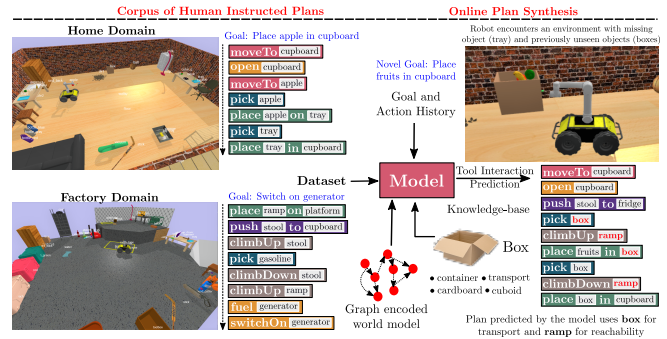 Corpus of Human Instructed Plans
Online Plan Synthesis
Home Domain
Goal: Place apple in cupboard
moveTo cupboard
open cupboard
moveTo apple
pick apple
place apple on tray
pick tray
place tray in cupboard
Factory Domain
Goal: Switch on generator
place ramp on platform
push stool to cupboard
climbUp stool
pick gasoline
climbDown stool
climbUp ramp
fuel generator
switchOn generator
Novel Goal: Place
fruits in cupboard
Goal and
Action History
Dataset
Model
Tool Interaction
Prediction
Knowledge-base
Box
• container • transport
• cardboard • cuboid
Graph encoded
world model
Robot encounters an environment with missing
object (tray) and previously unseen objects (boxes)
moveTo cupboard
open cupboard
push stool to fridge
pick box
climbUp ramp
place fruits in box
pick box
climbDown ramp
place box in cupboard
Plan predicted by the model uses box for
transport and ramp for reachability